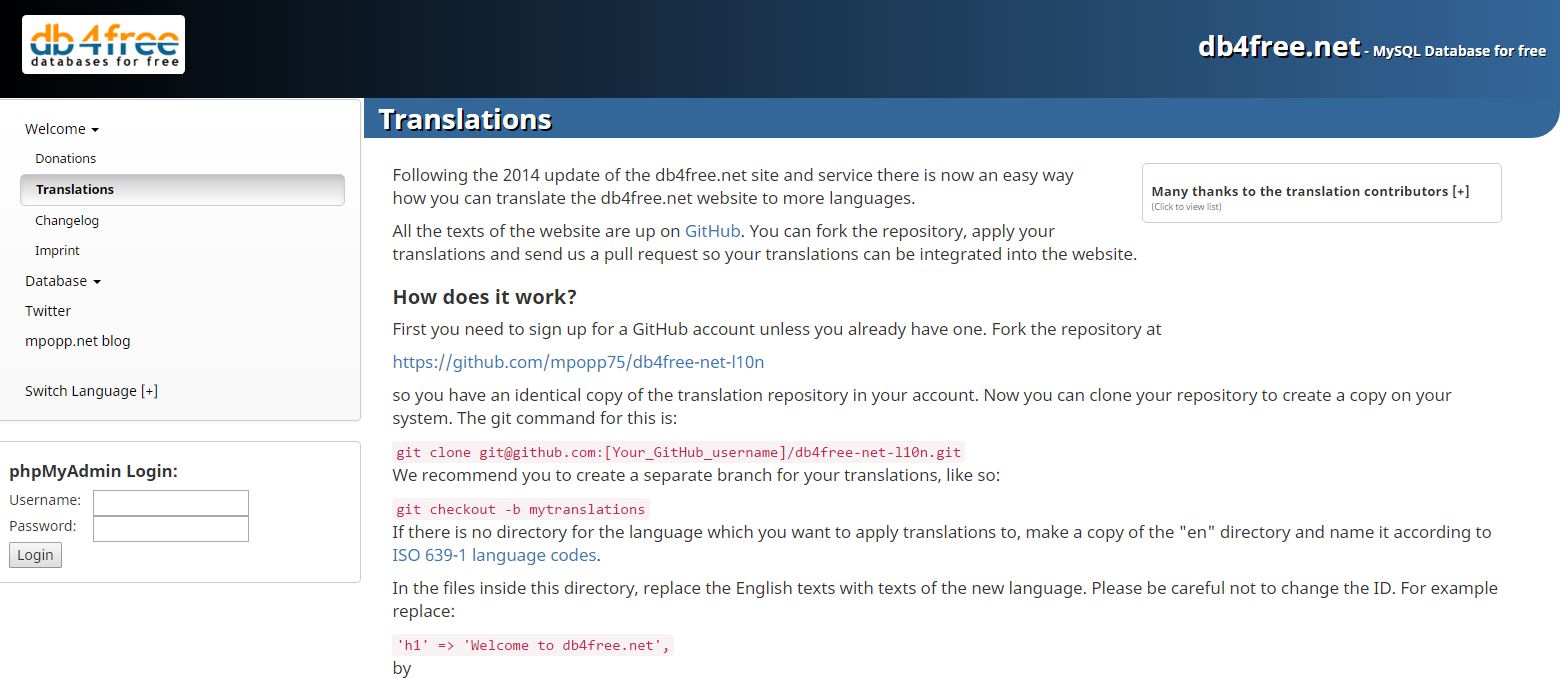 db4free
databases for free
db4free.net - MySQL Database for free
Welcome
Donations
Translations
Changelog
Imprint
Database
Twitter
mpopp.net blog
Switch Language [+]
phpMyAdmin Login:
Username:
Password:
Login
Translations
Following the 2014 update of the db4free.net site and service there is now an easy way
how you can translate the db4free.net website to more languages.
Many thanks to the translation contributors [+]
(Click to view list)
All the texts of the website are up on GitHub. You can fork the repository, apply your
translations and send us a pull request so your translations can be integrated into the website.
How does it work?
First you need to sign up for a GitHub account unless you already have one. Fork the repository at
https://github.com/mpopp75/db4free-net-l10n
so you have an identical copy of the translation repository in your account. Now you can clone your repository to create a copy on your
system. The git command for this is:
git clone git@github.com:[Your_GitHub_username]/db4free-net-l10n.git
We recommend you to create a separate branch for your translations, like so:
git checkout -b mytranslations
If there is no directory for the language which you want to apply translations to, make a copy of the "en" directory and name it according to
ISO 639-1 language codes.
In the files inside this directory, replace the English texts with texts of the new language. Please be careful not to change the ID. For example
replace:
'h1' => 'Welcome to db4free.net',
by